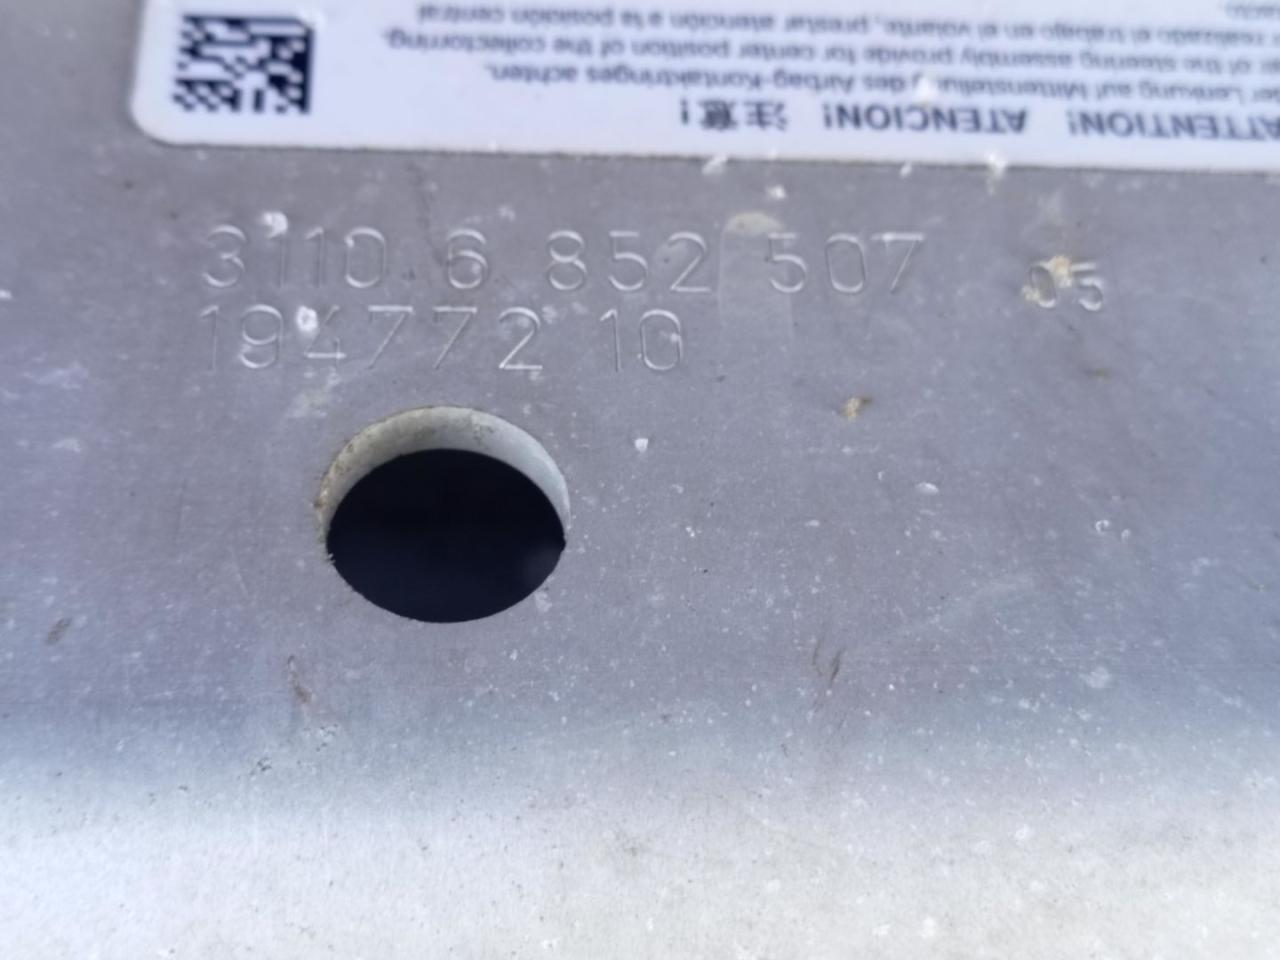 ATTENTION! ATENCION! 注意!
der Lenkung auf Mittenstellung des Airbag-Kontaktringes achten.
er of the steering assembly provide for center position of the collectorring.
r realizado el trabajo en el volante, prestar atención a la posición central
tacto.
3110 6 852 507 05
194772 10